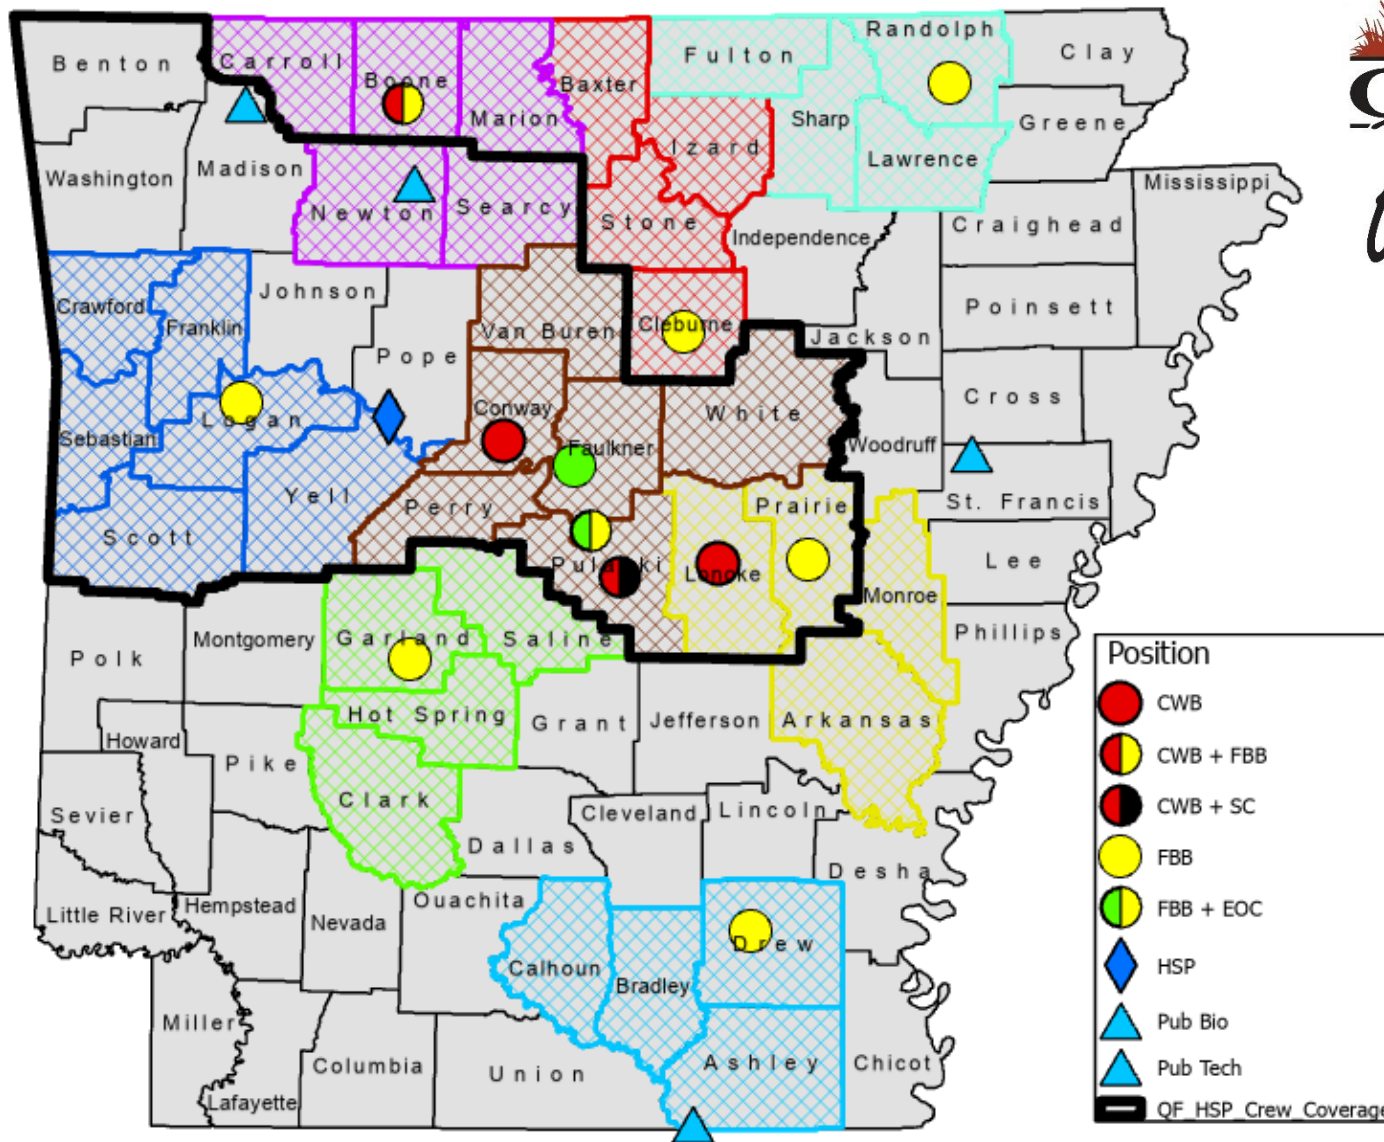 Benton
Carroll
Boone
Marion
Baxter
Fulton
Randolph
Clay
Sharp
Greene
Izard
Lawrence
Washington
Madison
Newton
Searcy
Stone
Independence
Craighead
Mississippi
Crawford
Franklin
Johnson
Pope
Van Buren
Cleburne
Jackson
Poinsett
Logan
Conway
White
Cross
Sebastian
Faulkner
Woodruff
Yell
Perry
Prairie
St. Francis
Scott
Pulaski
Lonoke
Monroe
Lee
Polk
Montgomery
Garland
Saline
Phillips
Howard
Hot Spring
Grant
Jefferson
Arkansas
Pike
Sevier
Clark
Cleveland
Lincoln
Dallas
Desha
Little River
Hempstead
Nevada
Ouachita
Drew
Calhoun
Bradley
Miller
Columbia
Union
Ashley
Chicot
Lafayette
Position
CWB
CWB + FBB
CWB + SC
FBB
FBB + EOC
HSP
Pub Bio
Pub Tech
QF_HSP_Crew_Coverage